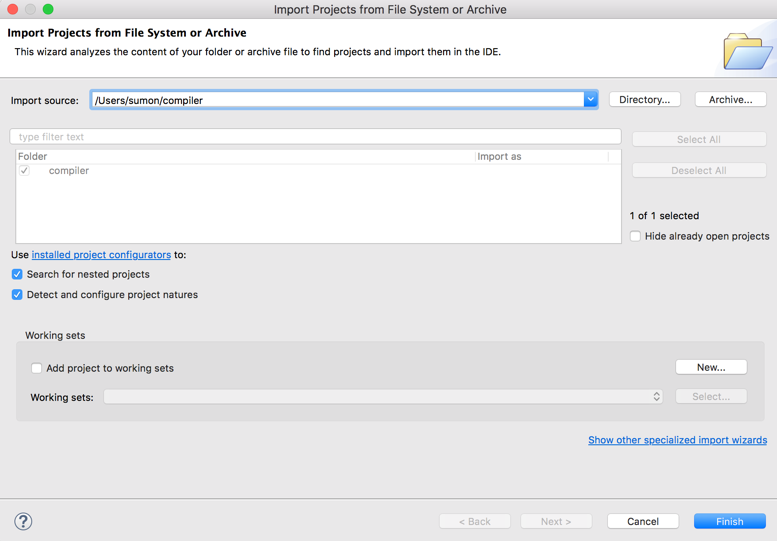 Import Projects from File System or Archive
Import Projects from File System or Archive
This wizard analyzes the content of your folder or archive file to find projects and import them in the IDE.
Import source: /Users/sumon/compiler Directory... Archive...
type filter text Select All
Folder Import as
compiler Deselect All
1 of 1 selected
Hide already open projects
Use installed project configurators to:
Search for nested projects
Detect and configure project natures
Working sets
Add project to working sets New...
Working sets: Select...
Show other specialized import wizards
? < Back Next > Cancel Finish